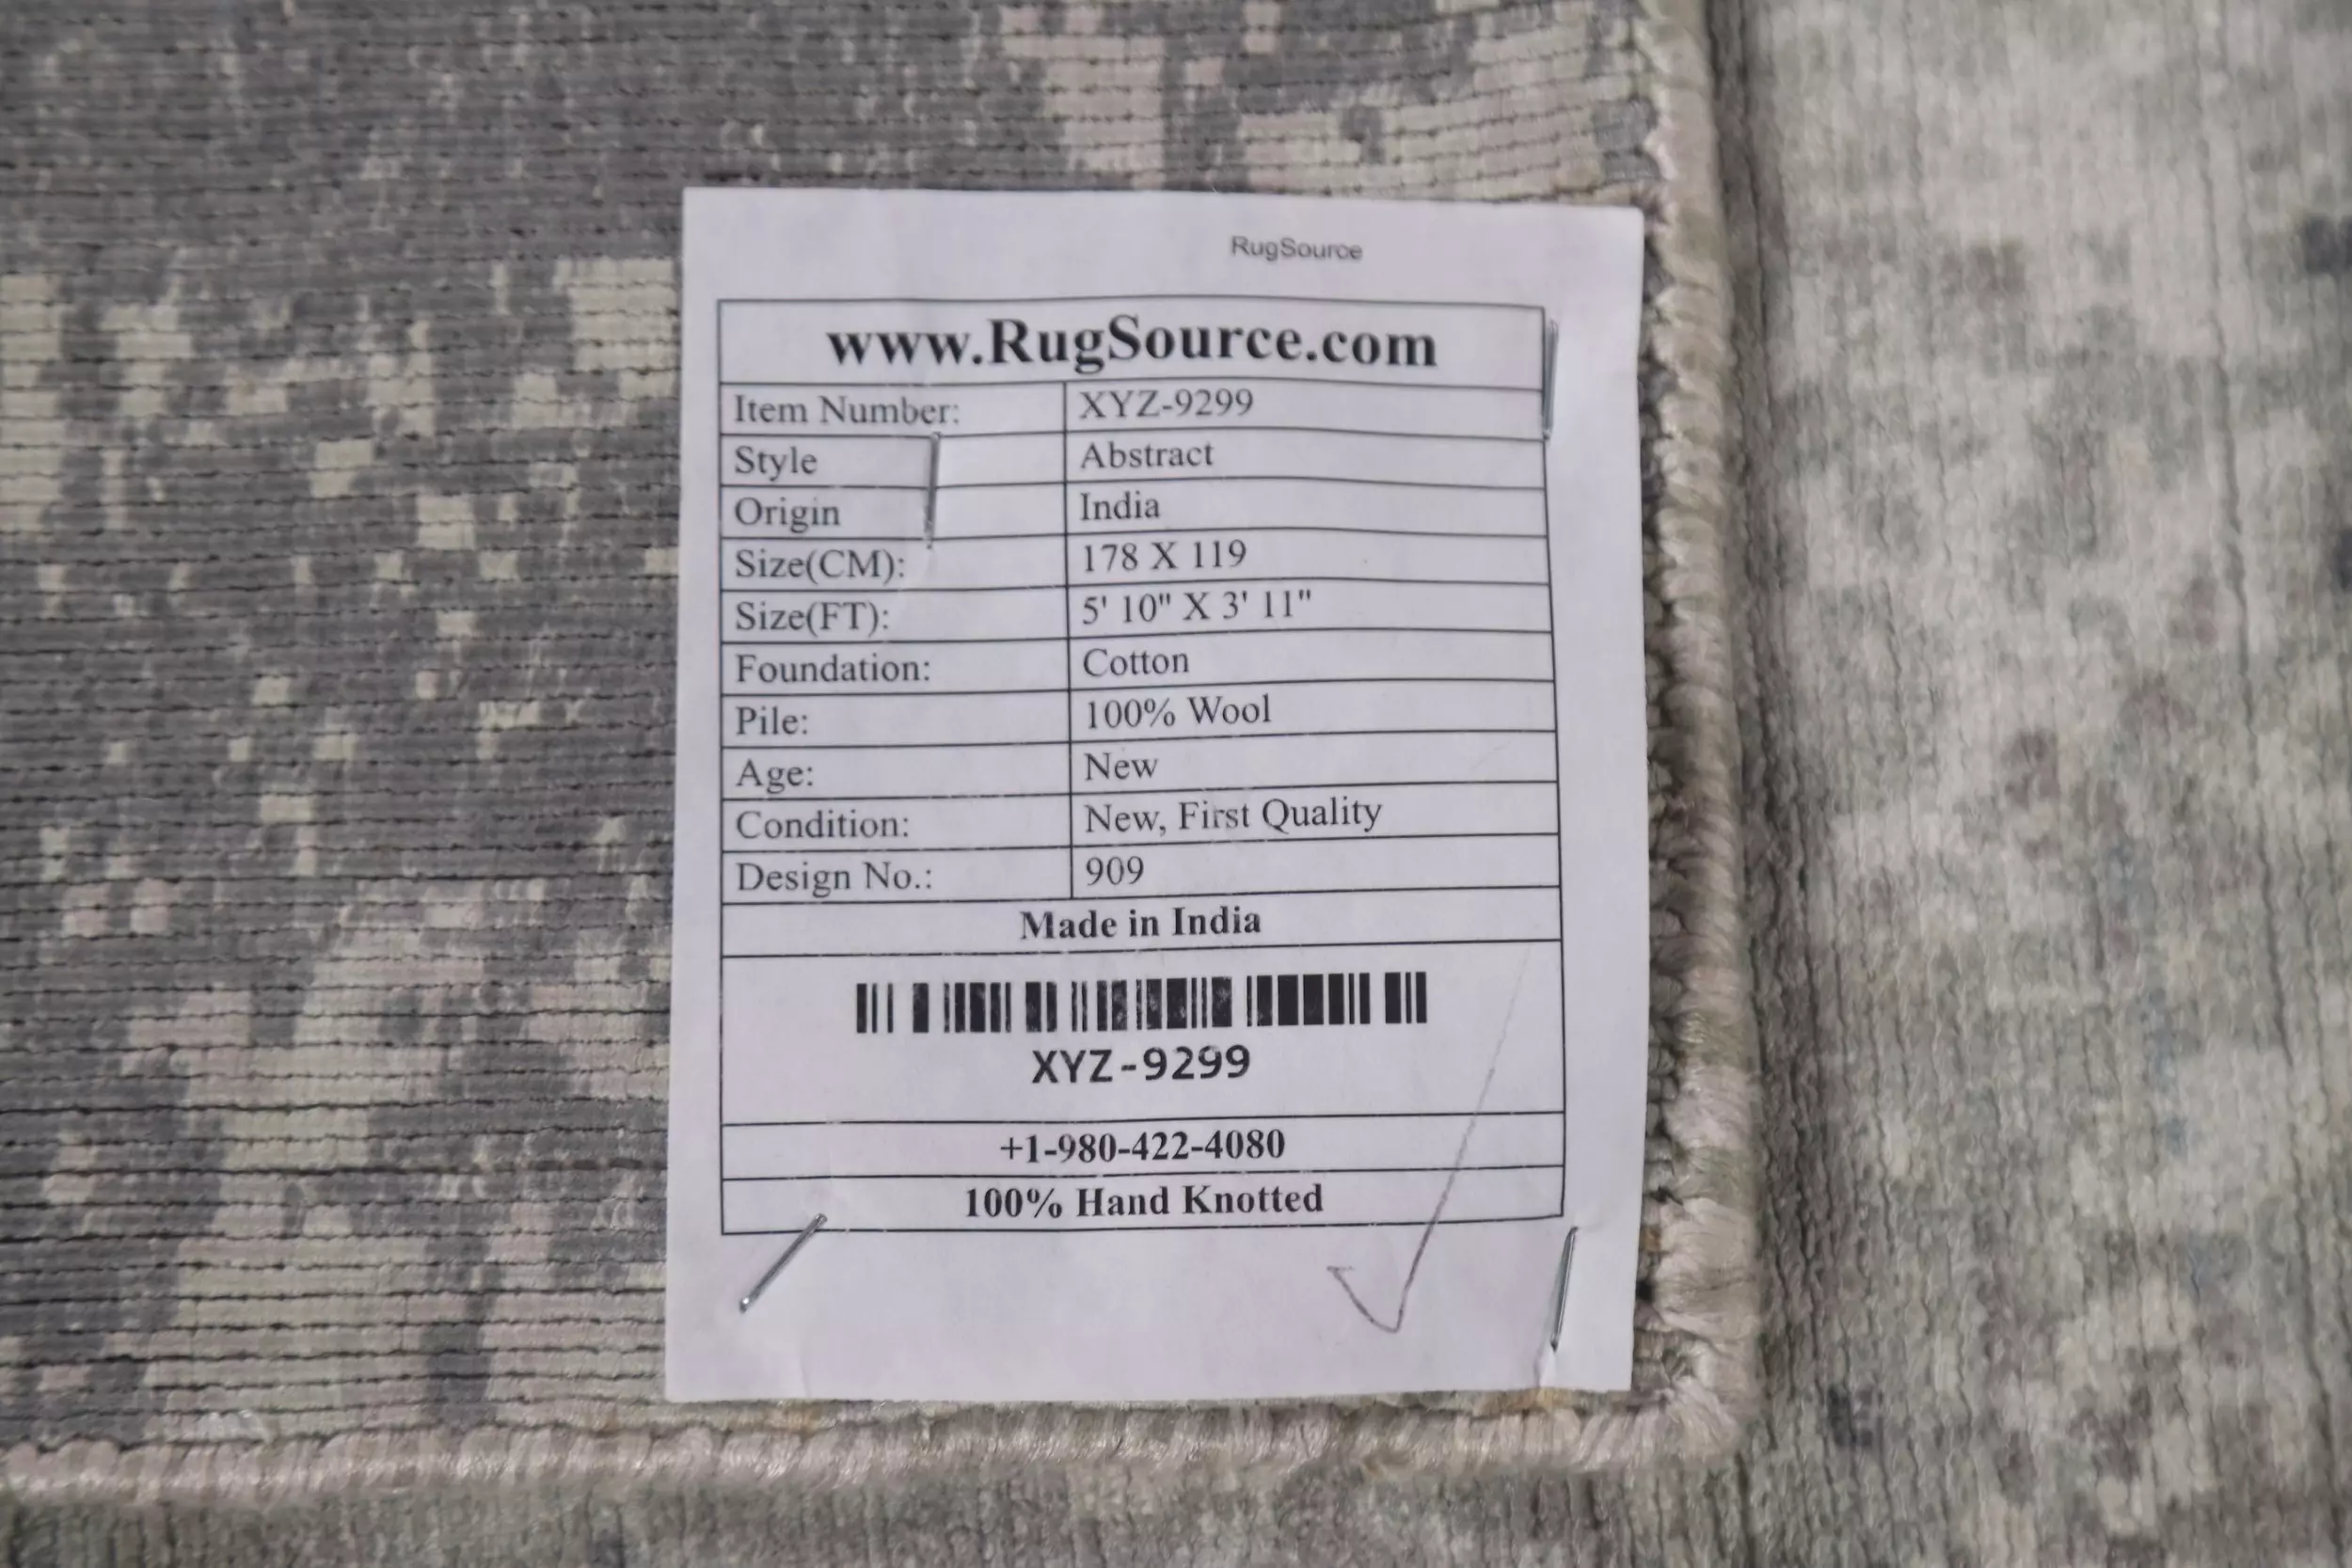 RugSource
www.RugSource.com
Item Number: XYZ-9299
Style Abstract
Origin India
Size(CM): 178 X 119
Size(FT): 5' 10" X 3' 11"
Foundation: Cotton
Pile: 100% Wool
Age: New
Condition: New, First Quality
Design No.: 909
Made in India
XYZ-9299
+1-980-422-4080
100% Hand Knotted